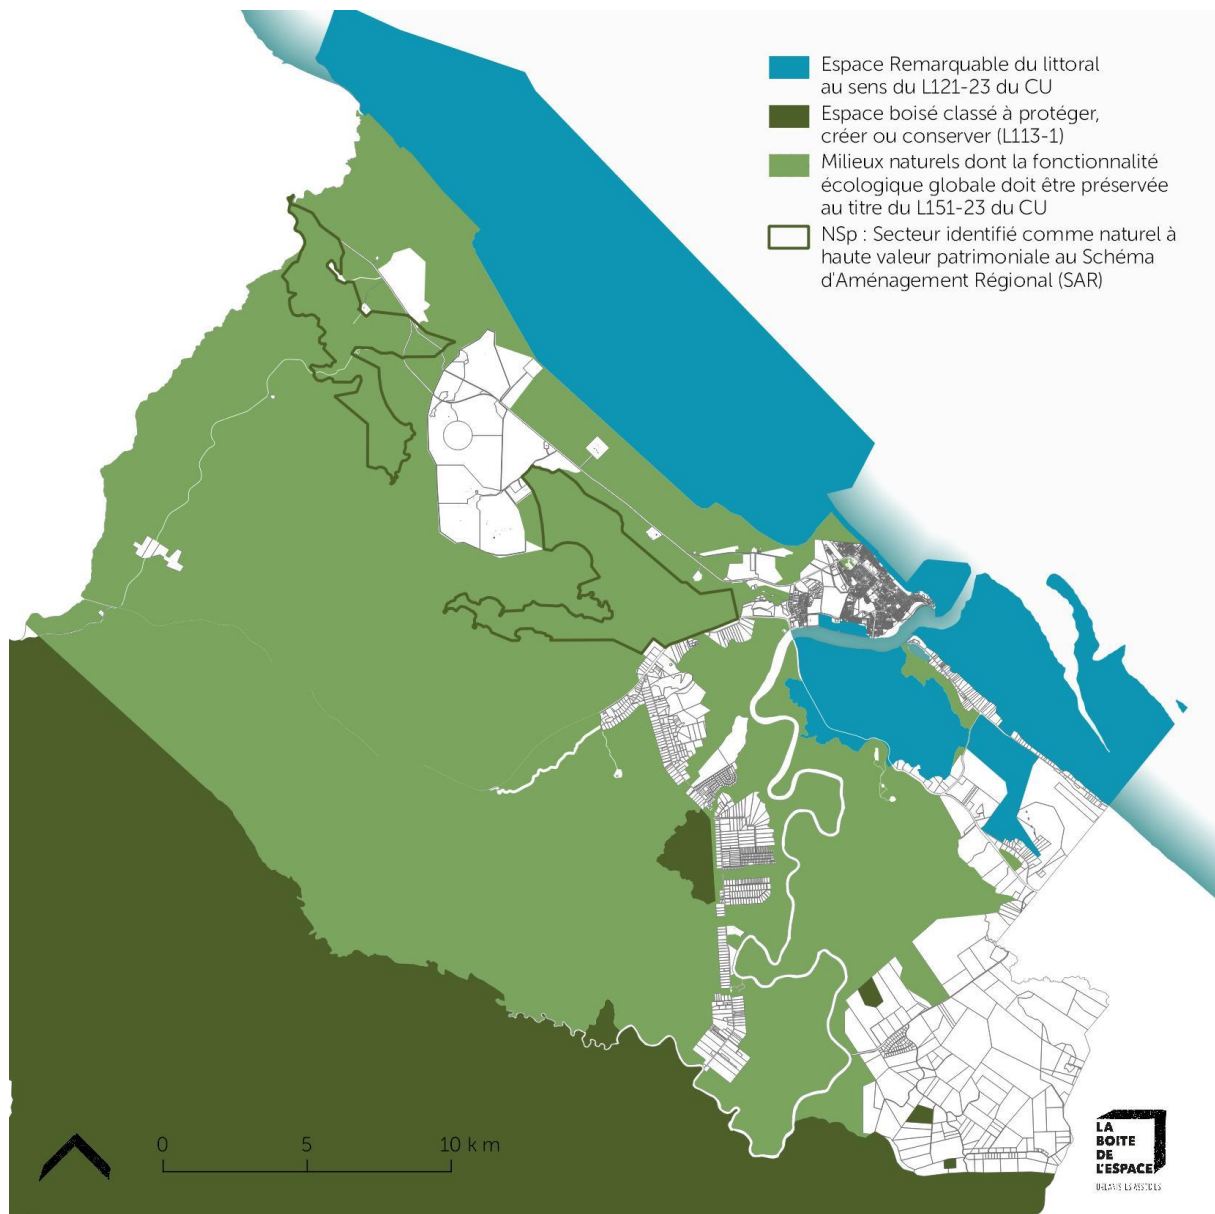 Espace Remarquable du littoral
au sens du L121-23 du CU
Espace boisé classé à protéger,
créer ou conserver (L113-1)
Milieux naturels dont la fonctionnalité
écologique globale doit être préservée
au titre du L151-23 du CU
NSp : Secteur identifié comme naturel à
haute valeur patrimoniale au Schéma
d'Aménagement Régional (SAR)
0 5 10 km
LA
BOITE
DE
L'ESPACE